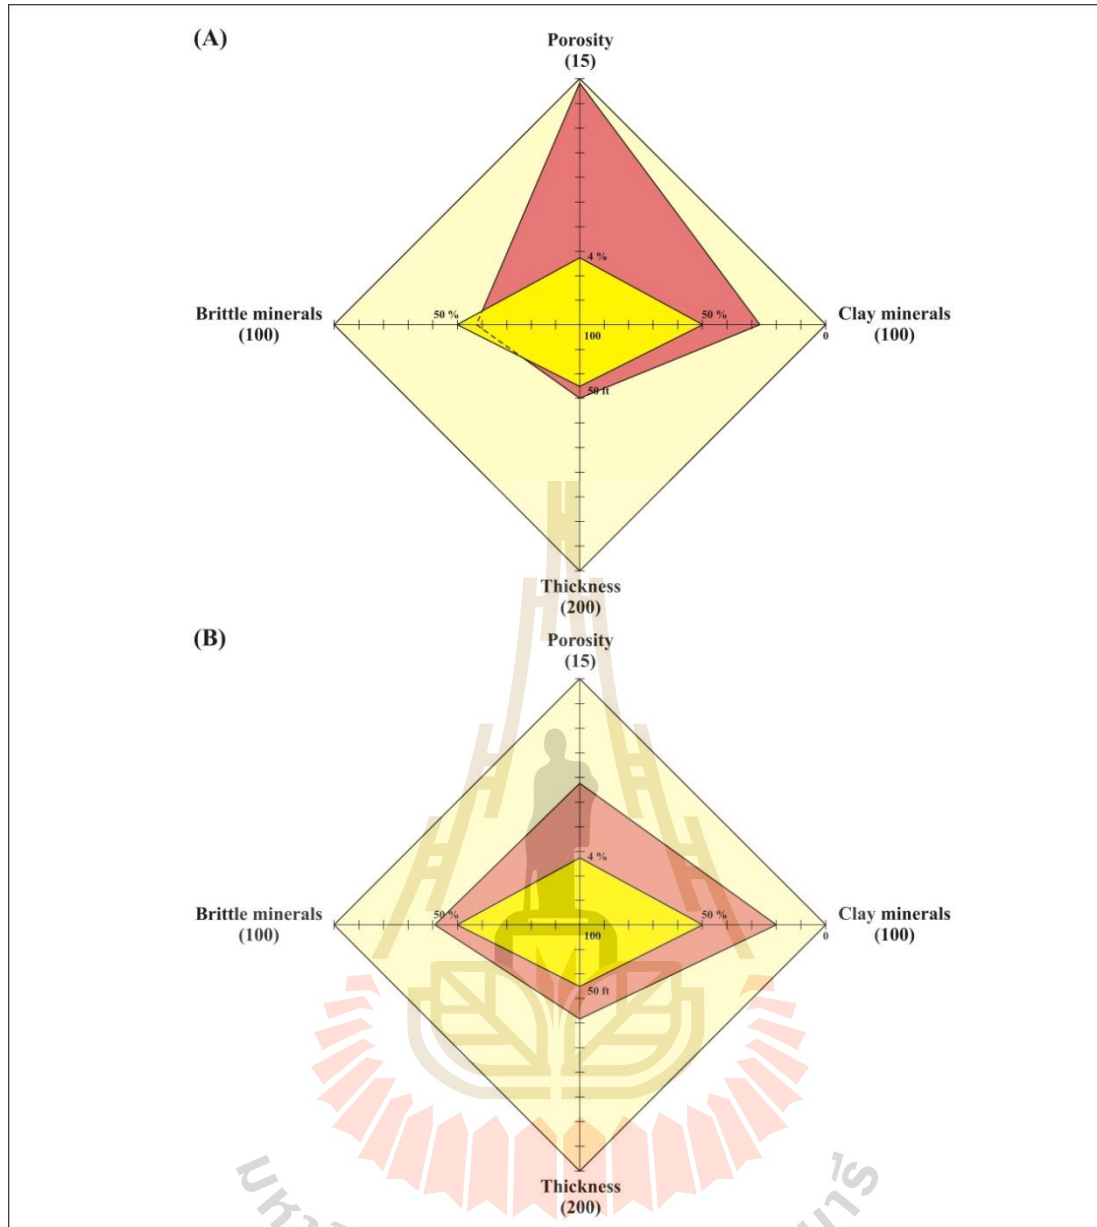 (A)
Porosity
(15)
4 %
Brittle minerals
(100)
50 %
50 %
Clay minerals
(100)
100
0
50 ft
Thickness
(200)
(B)
Porosity
(15)
4 %
Brittle minerals
(100)
50 %
50 %
Clay minerals
(100)
100
0
50 ft
Thickness
(200)